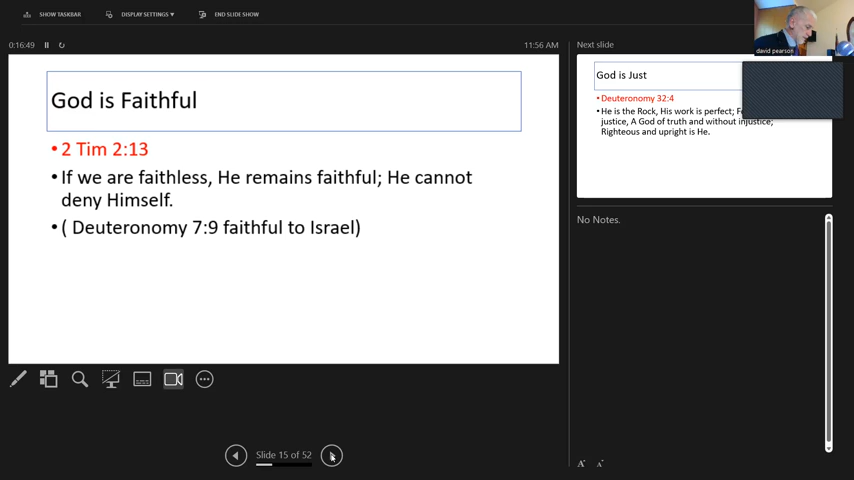 SHOW TASKBAR
DISPLAY SETTINGS
END SLIDE SHOW
david pearson
0:16:49
11:56 AM
God is Faithful
• 2 Tim 2:13
• If we are faithless, He remains faithful; He cannot
deny Himself.
• ( Deuteronomy 7:9 faithful to Israel)
Next slide
God is Just
• Deuteronomy 32:4
• He is the Rock, His work is perfect;
justice, A God of truth and without injustice;
Righteous and upright is He.
No Notes.
Slide 15 of 52
A A